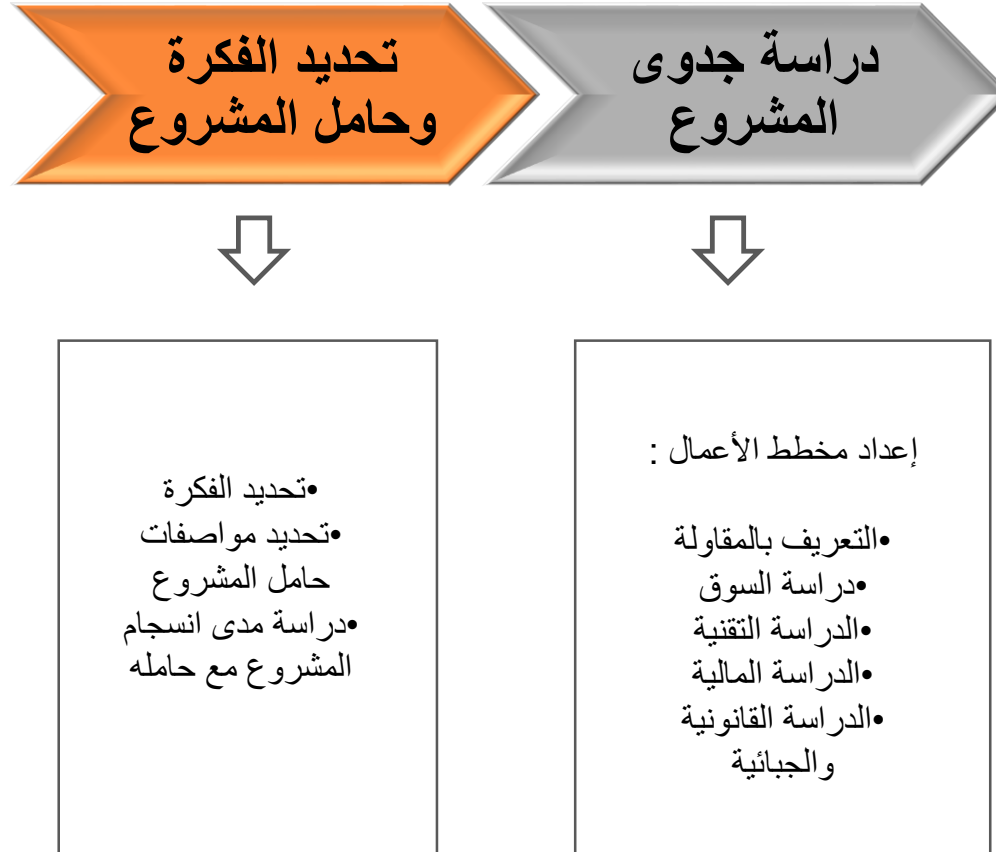 تحديد الفكرة
وحامل المشروع
دراسة جدوى
المشروع
•تحديد الفكرة
•تحديد مواصفات
حامل المشروع
•دراسة مدى انسجام
المشروع مع حامله
إعداد مخطط الأعمال :
•التعريف بالمقاولة
•دراسة السوق
•الدراسة التقنية
•الدراسة المالية
•الدراسة القانونية
والجبائية